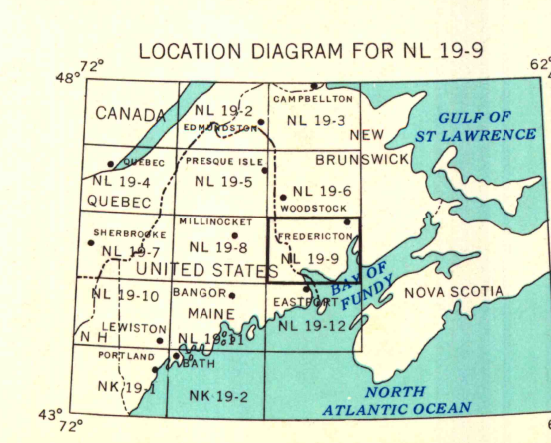 LOCATION DIAGRAM FOR NL 19-9
48° 72°
62°
CANADA
NL 19-2
EDMUNDSTON
CAMPBELLTON
NL 19-3
NEW
BRUNSWICK
GULF OF
ST LAWRENCE
QUEBEC
NL 19-4
QUEBEC
PRESQUE ISLE
NL 19-5
NL 19-6
WOODSTOCK
SHERBROOKE
NL 19-7
MILLINOCKET
NL 19-8
FREDERICTON
NL 19-9
UNITED STATES
BAY OF
FUNDY
NOVA SCOTIA
NL 19-10
BANGOR
MAINE
EASTPORT
NL 19-12
N H
LEWISTON
NL 19-11
PORTLAND
BATH
NK 19-1
NK 19-2
NORTH
ATLANTIC OCEAN
43°
72°